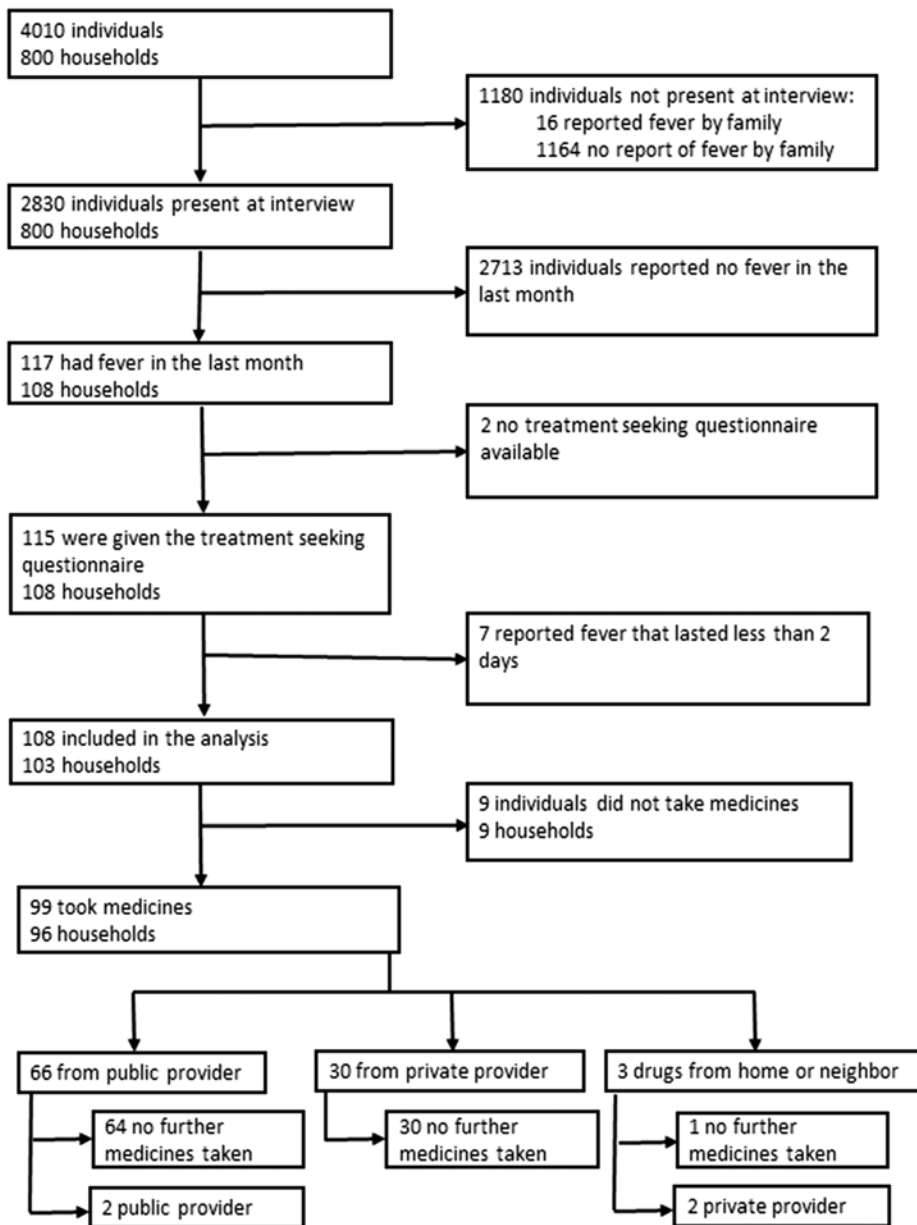 4010 individuals
800 households
1180 individuals not present at interview:
16 reported fever by family
1164 no report of fever by family
2830 individuals present at interview
800 households
2713 individuals reported no fever in the
last month
117 had fever in the last month
108 households
2 no treatment seeking questionnaire
available
115 were given the treatment seeking
questionnaire
108 households
7 reported fever that lasted less than 2
days
108 included in the analysis
103 households
9 individuals did not take medicines
9 households
99 took medicines
96 households
66 from public provider
30 from private provider
3 drugs from home or neighbor
64 no further
medicines taken
30 no further
medicines taken
1 no further
medicines taken
2 public provider
2 private provider